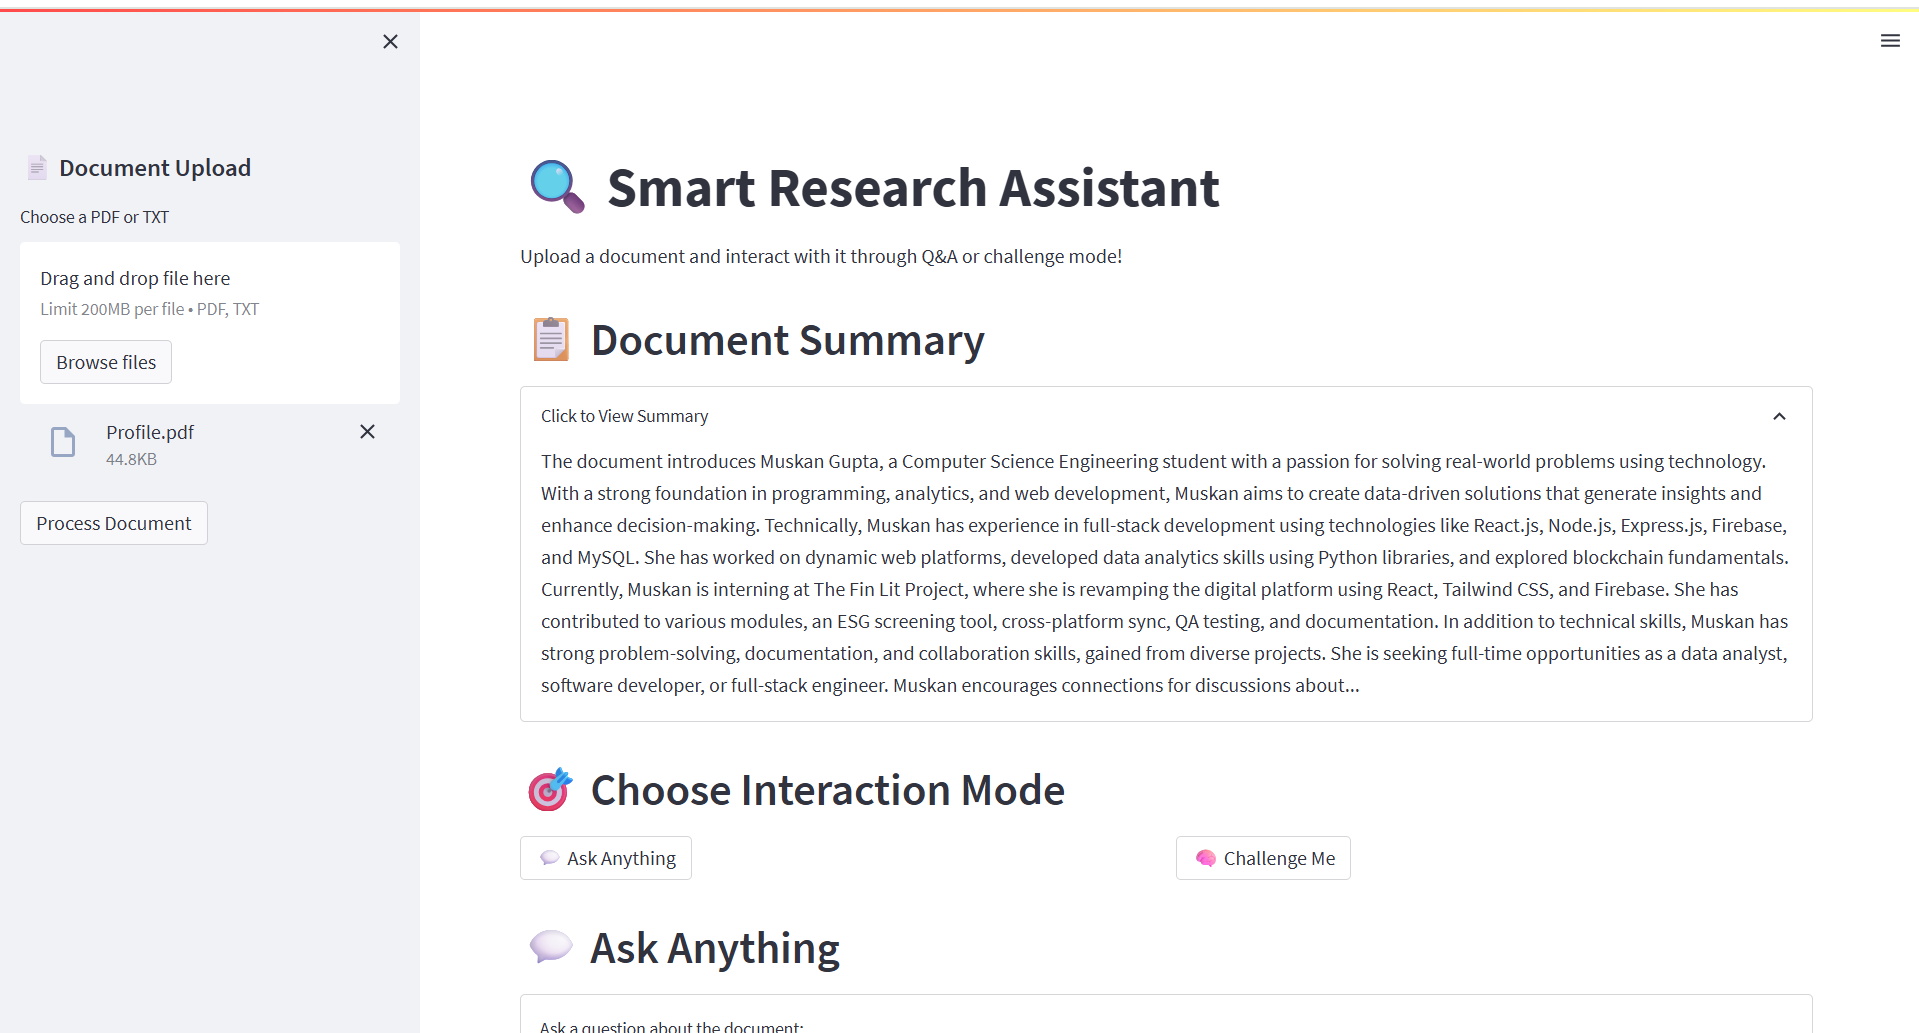 Document Upload
Choose a PDF or TXT
Drag and drop file here
Limit 200MB per file • PDF, TXT
Browse files
Profile.pdf
44.8KB
Process Document
Smart Research Assistant
Upload a document and interact with it through Q&A or challenge mode!
Document Summary
Click to View Summary
The document introduces Muskan Gupta, a Computer Science Engineering student with a passion for solving real-world problems using technology.
With a strong foundation in programming, analytics, and web development, Muskan aims to create data-driven solutions that generate insights and
enhance decision-making. Technically, Muskan has experience in full-stack development using technologies like React.js, Node.js, Express.js, Firebase,
and MySQL. She has worked on dynamic web platforms, developed data analytics skills using Python libraries, and explored blockchain fundamentals.
Currently, Muskan is interning at The Fin Lit Project, where she is revamping the digital platform using React, Tailwind CSS, and Firebase. She has
contributed to various modules, an ESG screening tool, cross-platform sync, QA testing, and documentation. In addition to technical skills, Muskan has
strong problem-solving, documentation, and collaboration skills, gained from diverse projects. She is seeking full-time opportunities as a data analyst,
software developer, or full-stack engineer. Muskan encourages connections for discussions about...
Choose Interaction Mode
Ask Anything
Challenge Me
Ask Anything
Ask a question about the document: